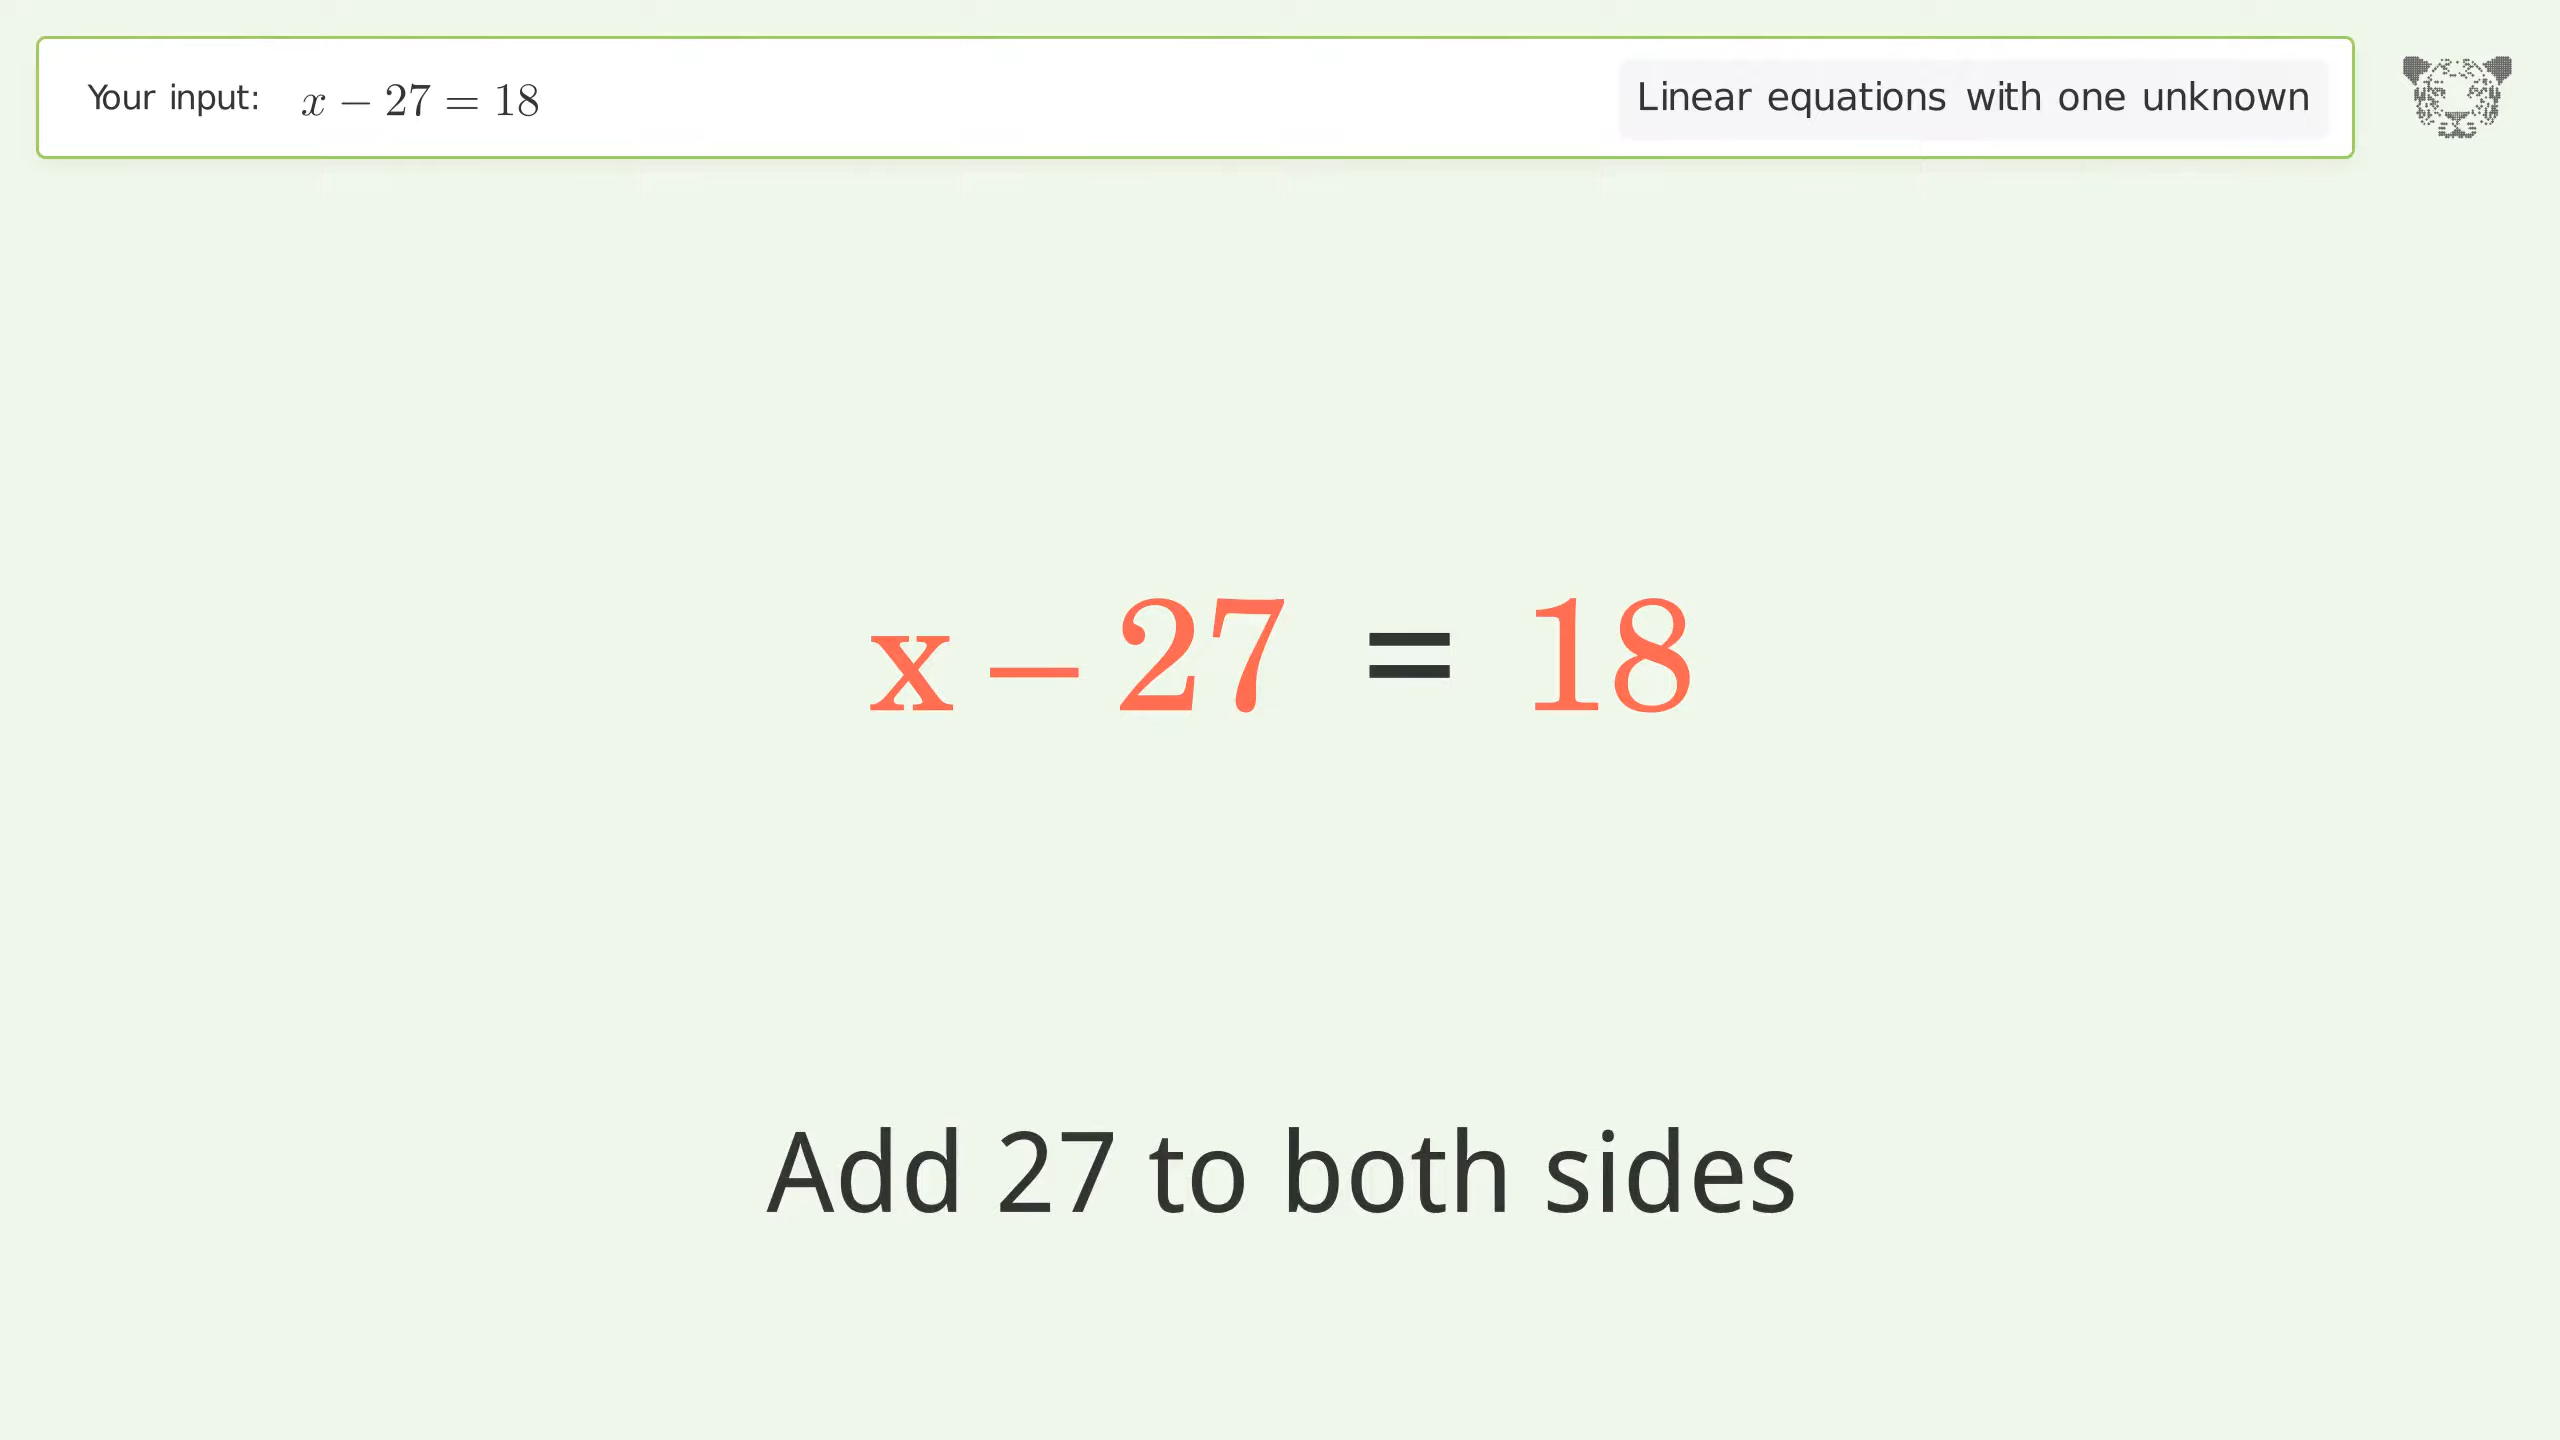 Your input: x − 27 = 18
Linear equations with one unknown
x − 27 = 18
Add 27 to both sides